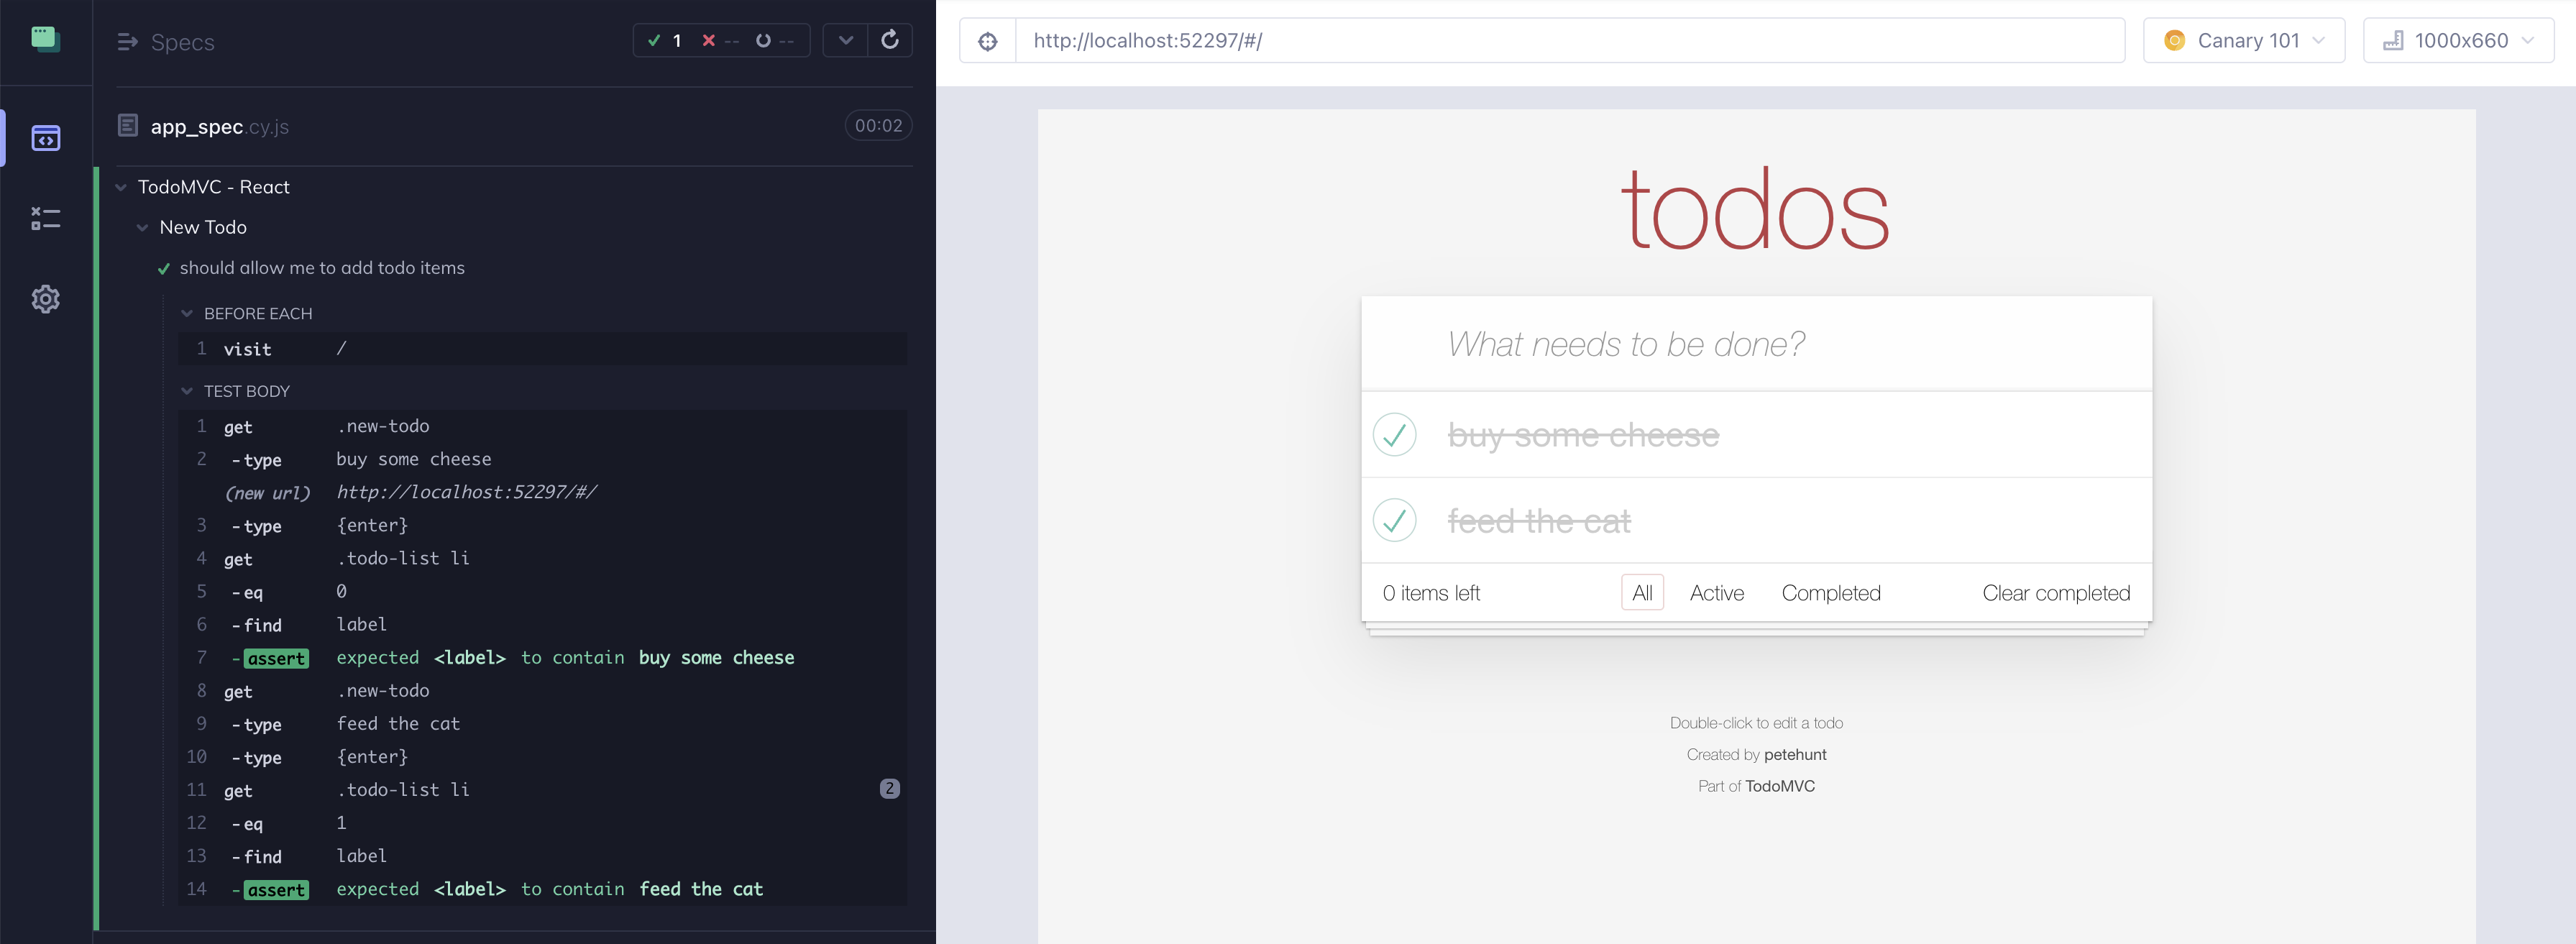 Specs
1 -- --
app_spec.cy.js
00:02
TodoMVC - React
New Todo
should allow me to add todo items
BEFORE EACH
1 visit /
TEST BODY
1 get .new-todo
2 -type buy some cheese
(new url) http://localhost:52297/#/
3 -type {enter}
4 get .todo-list li
5 -eq 0
6 -find label
7 -assert expected <label> to contain buy some cheese
8 get .new-todo
9 -type feed the cat
10 -type {enter}
11 get .todo-list li 2
12 -eq 1
13 -find label
14 -assert expected <label> to contain feed the cat
http://localhost:52297/#/
Canary 101
1000x660
todos
What needs to be done?
buy some cheese
feed the cat
0 items left All Active Completed Clear completed
Double-click to edit a todo
Created by petehunt
Part of TodoMVC